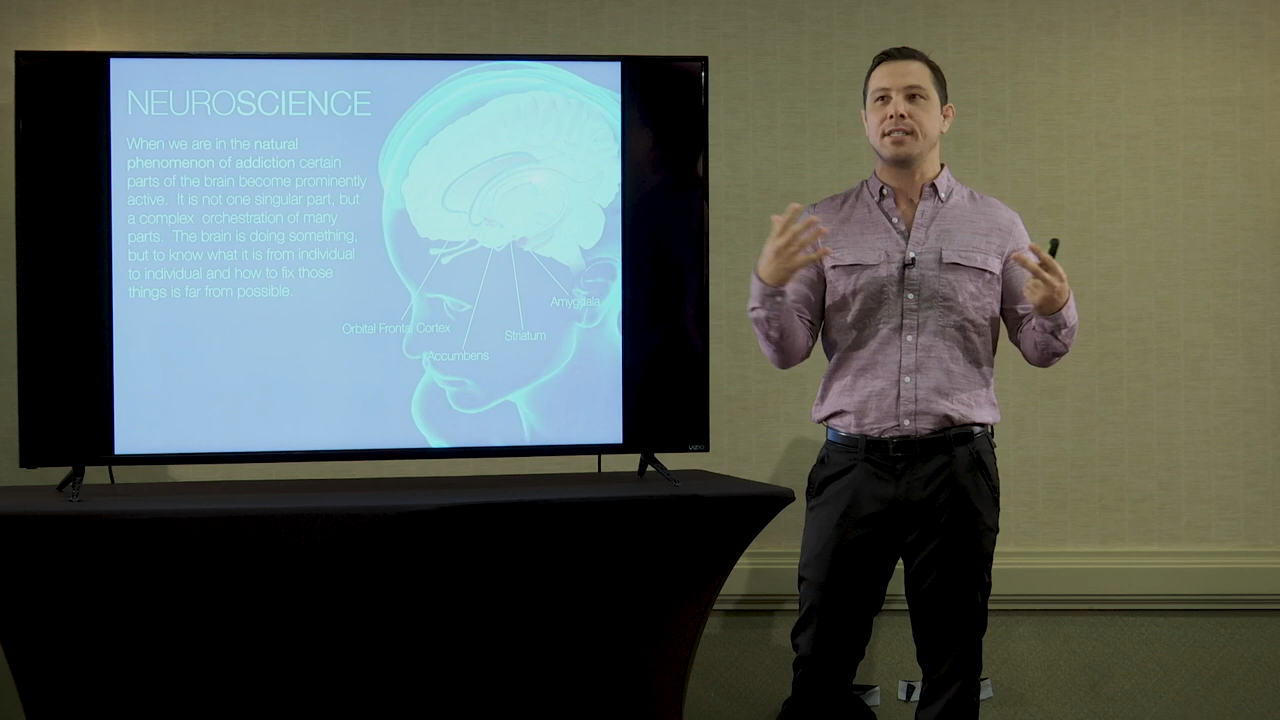 NEUROSCIENCE
When we are in the natural
phenomenon of addiction certain
parts of the brain become prominently
active. It is not one singular part, but
a complex orchestration of many
parts. The brain is doing something,
but to know what it is from individual
to individual and how to fix those
things is far from possible.
Amygdala
Orbital Frontal Cortex
Striatum
Accumbens
VIZIO